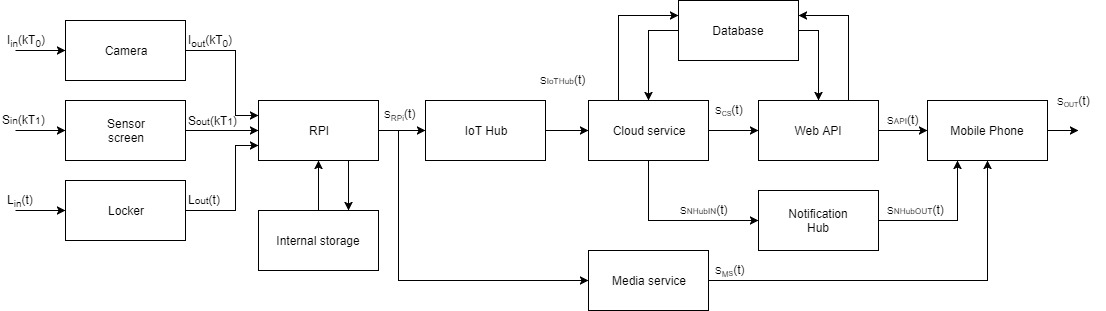 Iin(kT0)
Camera
Iout(kT0)
Sin(kT1)
Sensor
screen
Sout(kT1)
Lin(t)
Locker
Lout(t)
RPI
Internal storage
SRPi(t)
IoT Hub
SIoTHub(t)
Cloud service
Database
SCS(t)
Web API
SAPI(t)
Mobile Phone
SOUT(t)
SNHubIN(t)
Notification
Hub
SNHubOUT(t)
Media service
SMS(t)